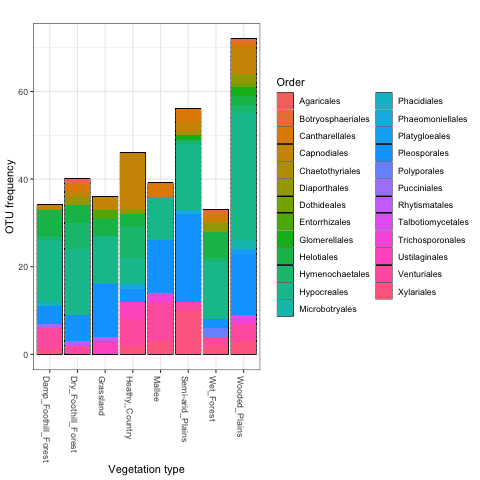 OTU frequency
60
40
20
0
Damp_Foothill_Forest
Dry_Foothill_Forest
Grassland
Heathy_Country
Mallee
Semi-arid_Plains
Wet_Forest
Wooded_Plains
Vegetation type
Order
Agaricales
Botryosphaeriales
Cantharellales
Capnodiales
Chaetothyriales
Diaporthales
Dothideales
Entorrhizales
Glomerellales
Helotiales
Hymenochaetales
Hypocreales
Microbotryales
Phacidiales
Phaeomoniellales
Platygloeales
Pleosporales
Polyporales
Pucciniales
Rhytismatales
Talbotiomycetales
Trichosporonales
Ustilaginales
Venturiales
Xylariales